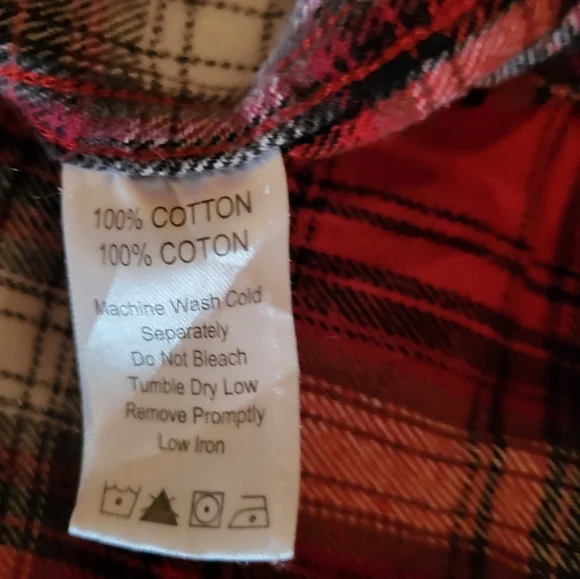 100% COTTON
100% COTON
Machine Wash Cold
Separately
Do Not Bleach
Tumble Dry Low
Remove Promptly
Low Iron